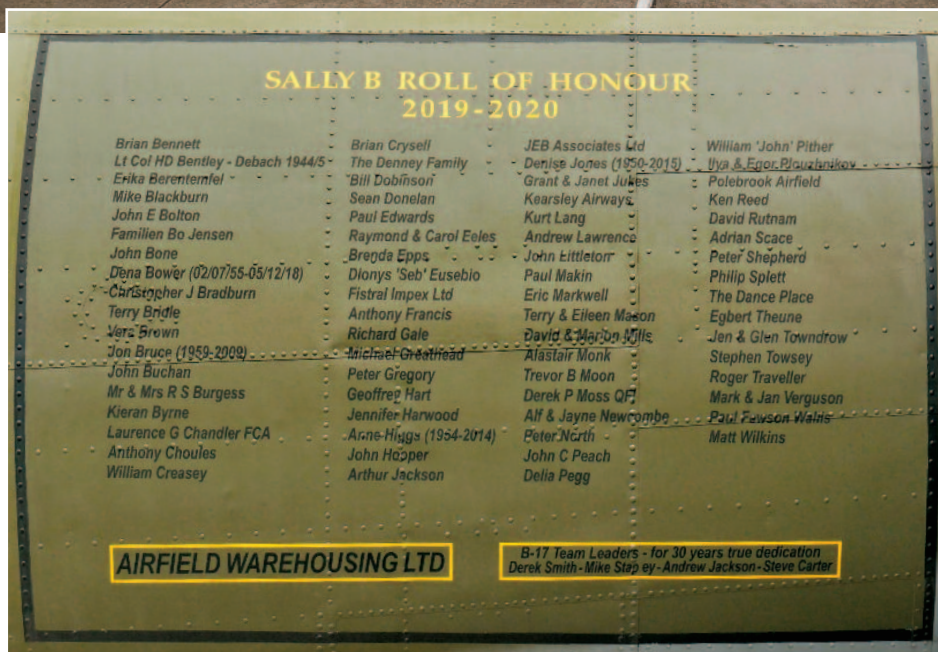 SALLY B ROLL OF HONOUR
2019-2020
Brian Bennett
Lt Col HD Bentley - Debach 1944/5
Erika Berentemfel
Mike Blackburn
John E Bolton
Familien Bo Jensen
John Bone
Dena Bower (02/07/55-05/12/18)
Christopher J Bradburn
Terry Bridle
Vera Brown
Jon Bruce (1959-2009)
John Buchan
Mr & Mrs R S Burgess
Kieran Byrne
Laurence G Chandler FCA
Anthony Choules
William Creasey
Brian Crysell
The Denney Family
Bill Dobinson
Sean Donelan
Paul Edwards
Raymond & Carol Eeles
Brenda Epps
Dionys 'Seb' Eusebio
Fistral Impex Ltd
Anthony Francis
Richard Gale
Michael Greathead
Peter Gregory
Geoffrey Hart
Jennifer Harwood
Anne Higgs (1954-2014)
John Hopper
Arthur Jackson
JEB Associates Ltd
Denise Jones (1950-2015)
Grant & Janet Jukes
Kearsley Airways
Kurt Lang
Andrew Lawrence
John Littleton
Paul Makin
Eric Markwell
Terry & Eileen Mason
David & Marion Mills
Alastair Monk
Trevor B Moon
Derek P Moss QFI
Alf & Jayne Newcombe
Peter North
John C Peach
Delia Pegg
William 'John' Pither
Ilya & Egor Plouzhnikov
Polebrook Airfield
Ken Reed
David Rutnam
Adrian Scace
Peter Shepherd
Philip Splett
The Dance Place
Egbert Theune
Jen & Glen Towndrow
Stephen Towsey
Roger Traveller
Mark & Jan Verguson
Paul Fawson Wallis
Matt Wilkins
AIRFIELD WAREHOUSING LTD
B-17 Team Leaders - for 30 years true dedication
Derek Smith - Mike Stapley - Andrew Jackson - Steve Carter